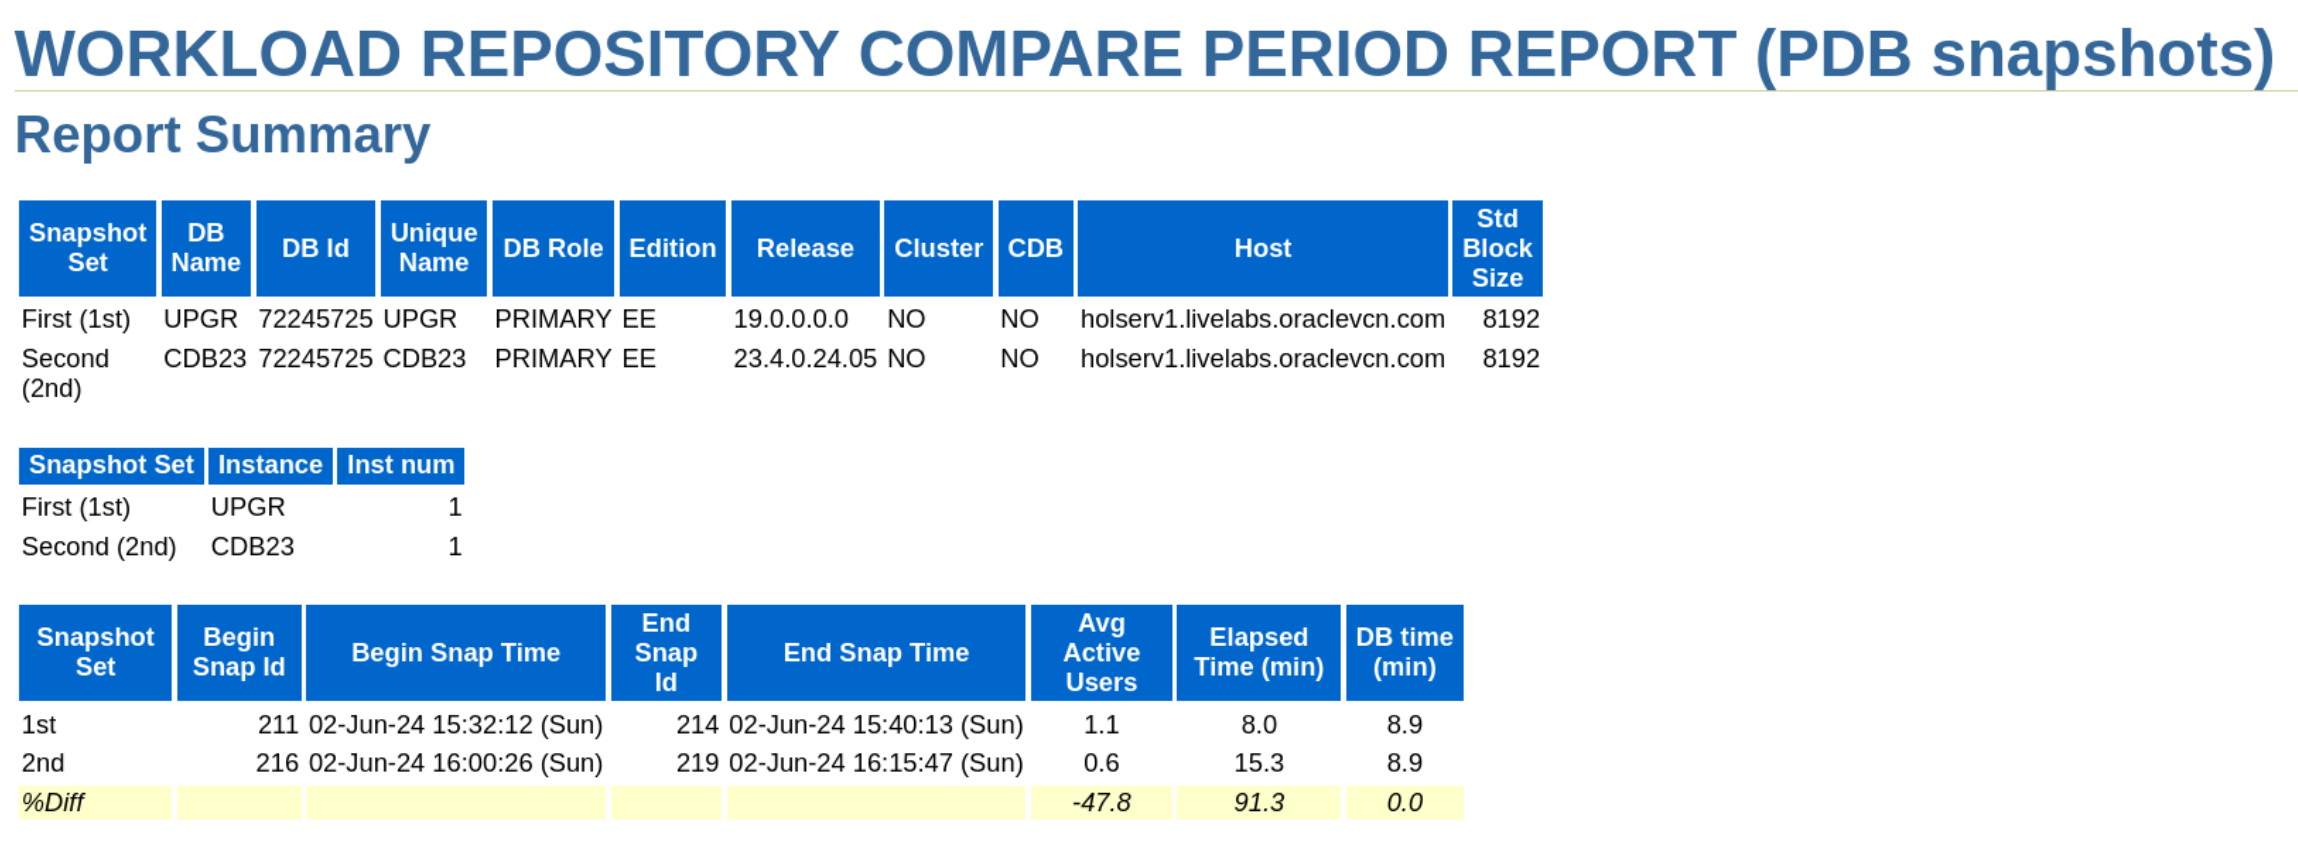 WORKLOAD REPOSITORY COMPARE PERIOD REPORT (PDB snapshots)
Report Summary
Snapshot Set DB Name DB Id Unique Name DB Role Edition Release Cluster CDB Host Std Block Size
First (1st) UPGR 72245725 UPGR PRIMARY EE 19.0.0.0.0 NO NO holserv1.livelabs.oraclevcn.com 8192
Second (2nd) CDB23 72245725 CDB23 PRIMARY EE 23.4.0.24.05 NO NO holserv1.livelabs.oraclevcn.com 8192
Snapshot Set Instance Inst num
First (1st) UPGR 1
Second (2nd) CDB23 1
Snapshot Set Begin Snap Id Begin Snap Time End Snap Id End Snap Time Avg Active Users Elapsed Time (min) DB time (min)
1st 211 02-Jun-24 15:32:12 (Sun) 214 02-Jun-24 15:40:13 (Sun) 1.1 8.0 8.9
2nd 216 02-Jun-24 16:00:26 (Sun) 219 02-Jun-24 16:15:47 (Sun) 0.6 15.3 8.9
%Diff -47.8 91.3 0.0